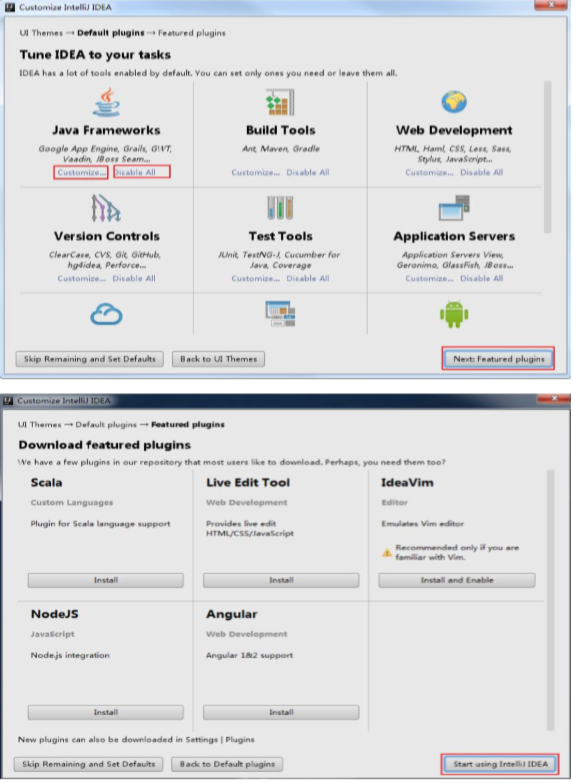 Customize IntelliJ IDEA
UI Themes → Default plugins → Featured plugins
Tune IDEA to your tasks
IDEA has a lot of tools enabled by default. You can set only ones you need or leave them all.
Java Frameworks
Google App Engine, Grails, GWT,
Vaadin, JBoss Seam...
Customize... Disable All
Build Tools
Ant, Maven, Gradle
Customize... Disable All
Web Development
HTML, Haml, CSS, Less, Sass,
Stylus, JavaScript...
Customize... Disable All
Version Controls
ClearCase, CVS, Git, GitHub,
hg4idea, Perforce...
Customize... Disable All
Test Tools
JUnit, TestNG-J, Cucumber for
Java, Coverage
Customize... Disable All
Application Servers
Application Servers View,
Geronimo, GlassFish, JBoss...
Customize... Disable All
Skip Remaining and Set Defaults
Back to UI Themes
Next: Featured plugins
Customize IntelliJ IDEA
UI Themes → Default plugins → Featured plugins
Download featured plugins
We have a few plugins in our repository that most users like to download. Perhaps, you need them too?
Scala
Custom Languages
Plugin for Scala language support
Install
Live Edit Tool
Web Development
Provides live edit
HTML/CSS/JavaScript
Install
IdeaVim
Editor
Emulates Vim editor
Recommended only if you are
familiar with Vim.
Install and Enable
NodeJS
JavaScript
Node.js integration
Install
Angular
Web Development
Angular 1&2 support
Install
New plugins can also be downloaded in Settings | Plugins
Skip Remaining and Set Defaults
Back to Default plugins
Start using IntelliJ IDEA